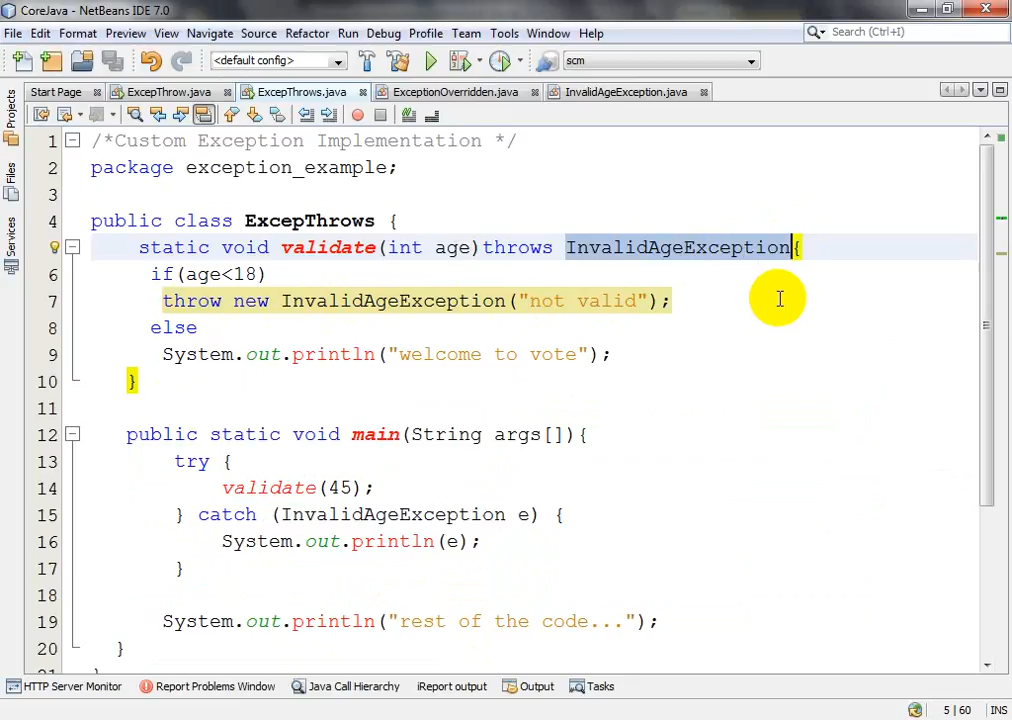 CoreJava - NetBeans IDE 7.0
File Edit Format Preview View Navigate Source Refactor Run Debug Profile Team Tools Window Help
Search (Ctrl+I)
<default config>
scm
Start Page ExcepThrow.java ExcepThrows.java ExceptionOverridden.java InvalidAgeException.java
Projects
Files
Services
1 /*Custom Exception Implementation */
2 package exception_example;
3
4 public class ExcepThrows {
static void validate(int age)throws InvalidAgeException{
6 if(age<18)
7 throw new InvalidAgeException("not valid");
8 else
9 System.out.println("welcome to vote");
10 }
11
12 public static void main(String args[]){
13 try {
14 validate(45);
15 } catch (InvalidAgeException e) {
16 System.out.println(e);
17 }
18
19 System.out.println("rest of the code...");
20 }
HTTP Server Monitor Report Problems Window Java Call Hierarchy iReport output Output Tasks
5 | 60 INS